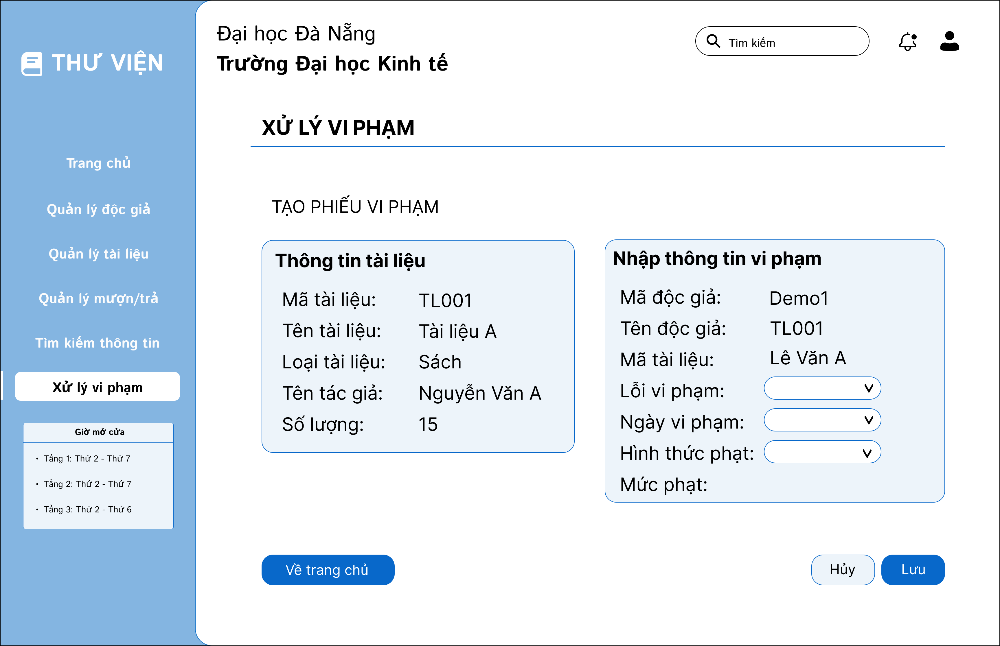 THƯ VIỆN
Trang chủ
Quản lý độc giả
Quản lý tài liệu
Quản lý mượn/trả
Tìm kiếm thông tin
Xử lý vi phạm
Giờ mở cửa
• Tầng 1: Thứ 2 - Thứ 7
• Tầng 2: Thứ 2 - Thứ 7
• Tầng 3: Thứ 2 - Thứ 6
Đại học Đà Nẵng
Trường Đại học Kinh tế
Tìm kiếm
XỬ LÝ VI PHẠM
TẠO PHIẾU VI PHẠM
Thông tin tài liệu
Mã tài liệu: TL001
Tên tài liệu: Tài liệu A
Loại tài liệu: Sách
Tên tác giả: Nguyễn Văn A
Số lượng: 15
Nhập thông tin vi phạm
Mã độc giả: Demo1
Tên độc giả: TL001
Mã tài liệu: Lê Văn A
Lỗi vi phạm:
Ngày vi phạm:
Hình thức phạt:
Mức phạt:
Về trang chủ
Hủy
Lưu